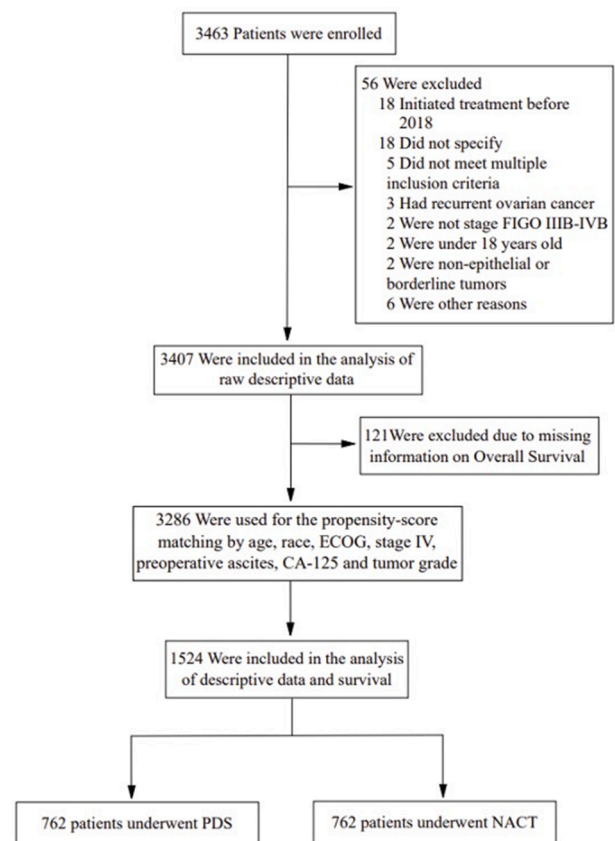 3463 Patients were enrolled
56 Were excluded
18 Initiated treatment before
2018
18 Did not specify
5 Did not meet multiple
inclusion criteria
3 Had recurrent ovarian cancer
2 Were not stage FIGO IIIB-IVB
2 Were under 18 years old
2 Were non-epithelial or
borderline tumors
6 Were other reasons
3407 Were included in the analysis of
raw descriptive data
121Were excluded due to missing
information on Overall Survival
3286 Were used for the propensity-score
matching by age, race, ECOG, stage IV,
preoperative ascites, CA-125 and tumor grade
1524 Were included in the analysis
of descriptive data and survival
762 patients underwent PDS
762 patients underwent NACT